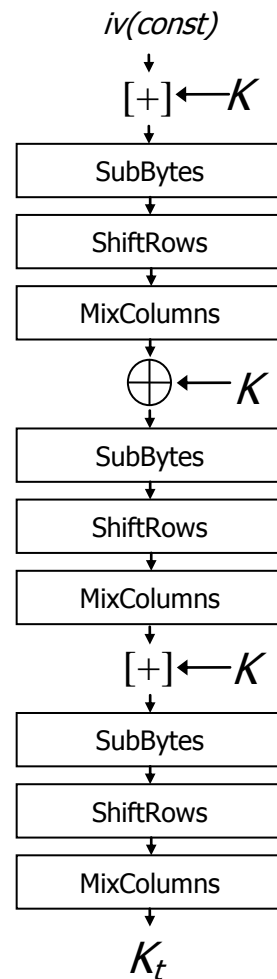 iv(const)
[+] K
SubBytes
ShiftRows
MixColumns
K
SubBytes
ShiftRows
MixColumns
[+] K
SubBytes
ShiftRows
MixColumns
Kt